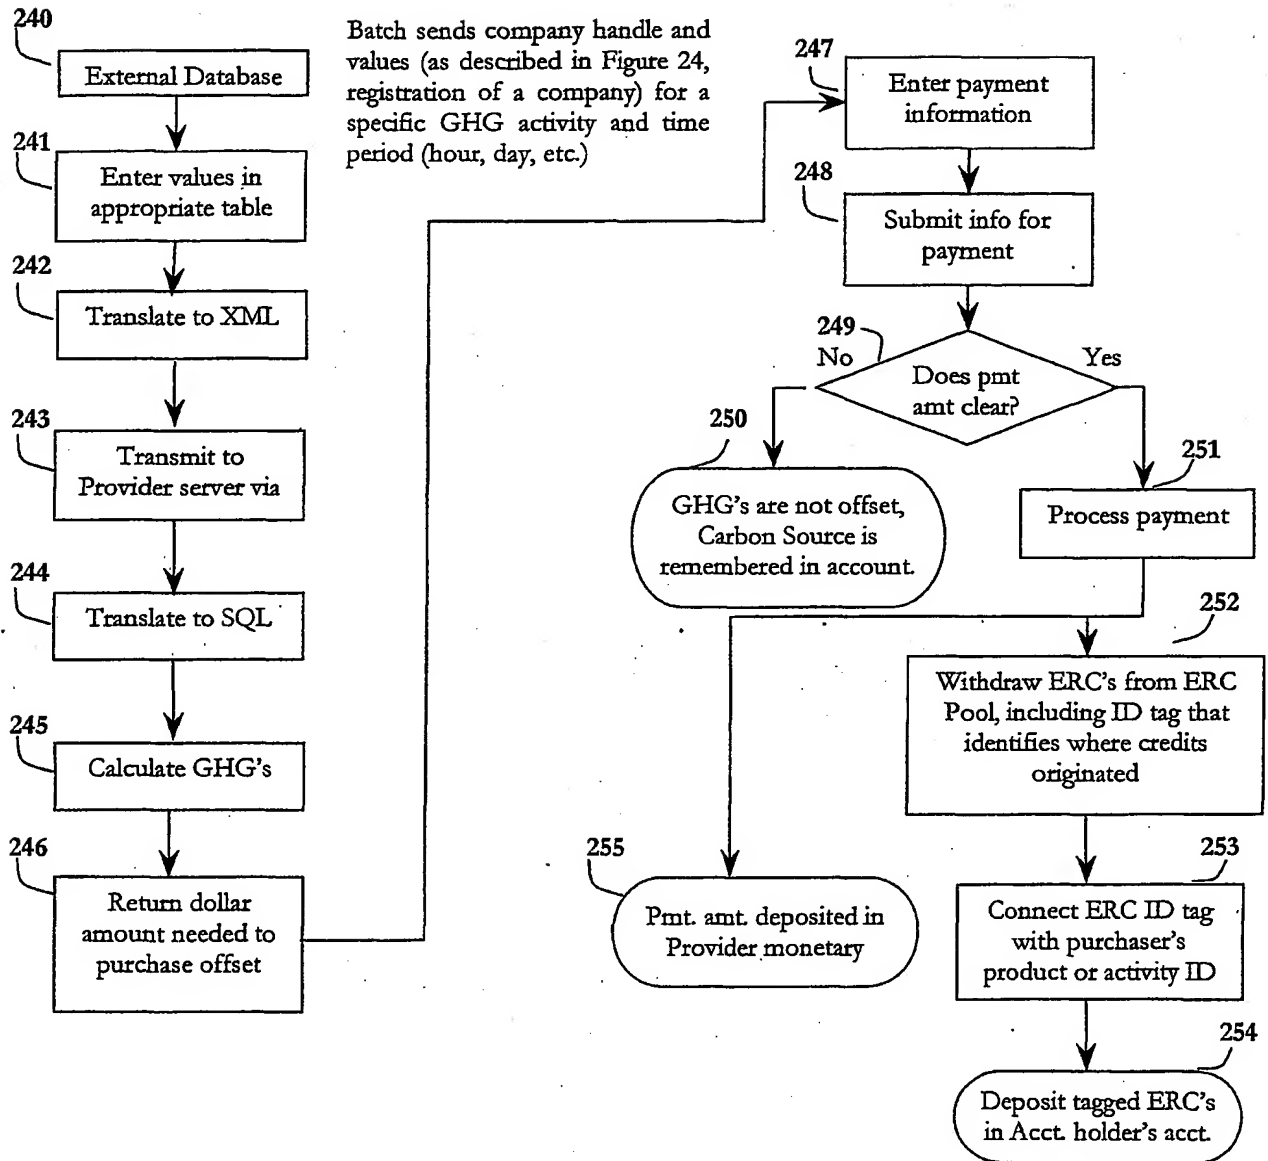 240
External Database
Batch sends company handle and
values (as described in Figure 24,
registration of a company) for a
specific GHG activity and time
period (hour, day, etc.)
241
Enter values in
appropriate table
242
Translate to XML
243
Transmit to
Provider server via
244
Translate to SQL
245
Calculate GHG's
246
Return dollar
amount needed to
purchase offset
247
Enter payment
information
248
Submit info for
payment
249
No
Yes
Does pmt
amt clear?
250
GHG's are not offset,
Carbon Source is
remembered in account.
251
Process payment
252
Withdraw ERC's from ERC
Pool, including ID tag that
identifies where credits
originated
255
Pmt. amt. deposited in
Provider monetary
253
Connect ERC ID tag
with purchaser's
product or activity ID
254
Deposit tagged ERC's
in Acct. holder's acct.